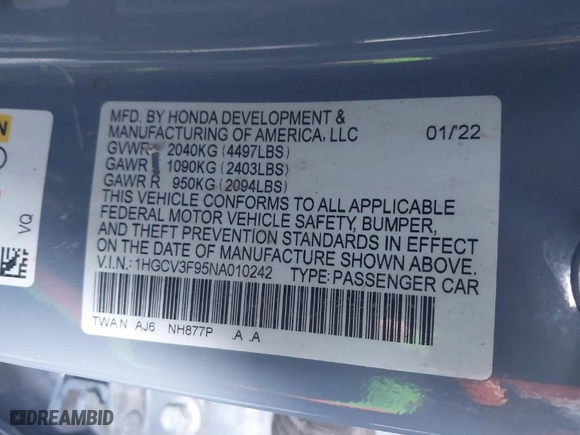 MFD. BY HONDA DEVELOPMENT &
MANUFACTURING OF AMERICA, LLC 01/'22
GVWR 2040KG (4497LBS)
GAWR 1090KG (2403LBS)
GAWR R 950KG (2094LBS)
THIS VEHICLE CONFORMS TO ALL APPLICABLE
FEDERAL MOTOR VEHICLE SAFETY, BUMPER,
AND THEFT PREVENTION STANDARDS IN EFFECT
ON THE DATE OF MANUFACTURE SHOWN ABOVE.
V.I.N.: 1HGCV3F95NA010242 TYPE: PASSENGER CAR
TWA N AJ6 NH877P .A .A
VQ
DREAMBID